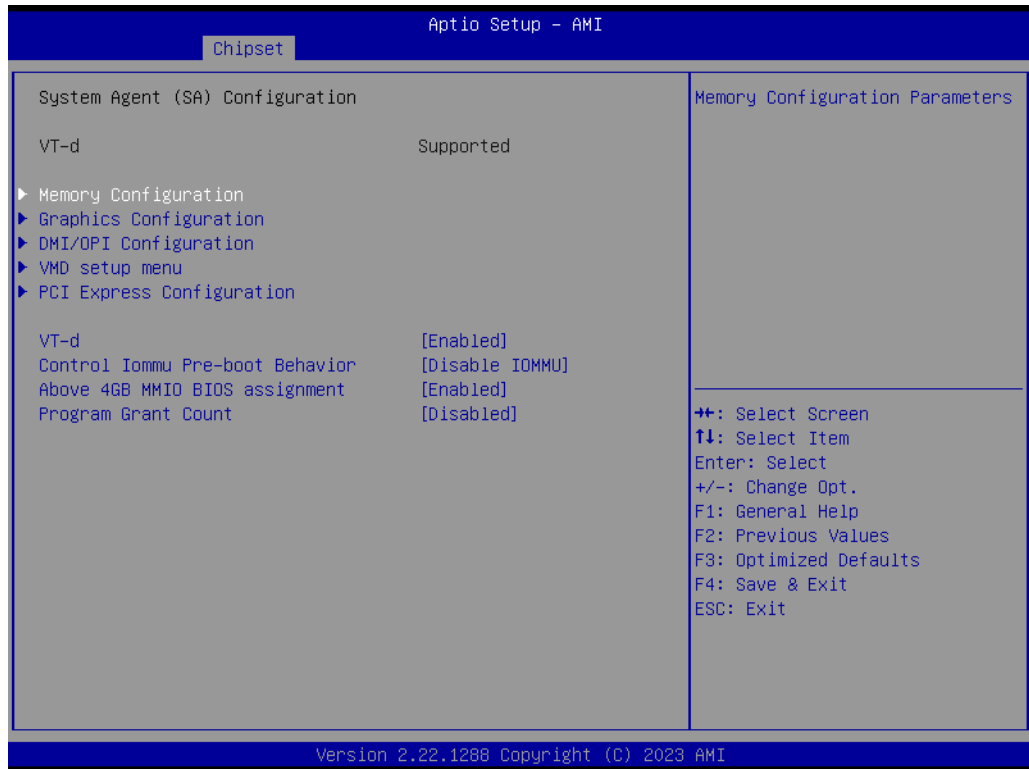 Aptio Setup – AMI
Chipset
System Agent (SA) Configuration
VT-d Supported
▶ Memory Configuration
▶ Graphics Configuration
▶ DMI/OPI Configuration
▶ VMD setup menu
▶ PCI Express Configuration
VT-d [Enabled]
Control Iommu Pre-boot Behavior [Disable IOMMU]
Above 4GB MMIO BIOS assignment [Enabled]
Program Grant Count [Disabled]
Memory Configuration Parameters
→←: Select Screen
↑↓: Select Item
Enter: Select
+/-: Change Opt.
F1: General Help
F2: Previous Values
F3: Optimized Defaults
F4: Save & Exit
ESC: Exit
Version 2.22.1288 Copyright (C) 2023 AMI